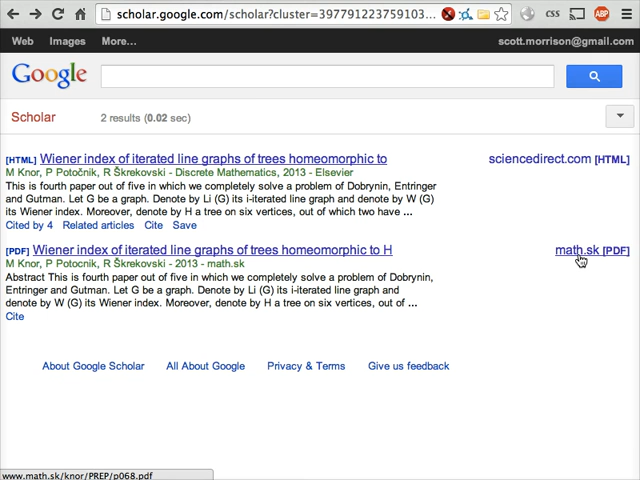 scholar.google.com/scholar?cluster=397791223759103...
CSS
ABP
Web Images More...
scott.morrison@gmail.com
Google
Scholar
2 results (0.02 sec)
[HTML] Wiener index of iterated line graphs of trees homeomorphic to
sciencedirect.com [HTML]
M Knor, P Potočnik, R Škrekovski - Discrete Mathematics, 2013 - Elsevier
This is fourth paper out of five in which we completely solve a problem of Dobrynin, Entringer
and Gutman. Let G be a graph. Denote by Li (G) its i-iterated line graph and denote by W (G)
its Wiener index. Moreover, denote by H a tree on six vertices, out of which two have ...
Cited by 4 Related articles Cite Save
[PDF] Wiener index of iterated line graphs of trees homeomorphic to H
math.sk [PDF]
M Knor, P Potocnik, R Škrekovski - 2013 - math.sk
Abstract This is fourth paper out of five in which we completely solve a problem of Dobrynin,
Entringer and Gutman. Let G be a graph. Denote by Li (G) its i-iterated line graph and
denote by W (G) its Wiener index. Moreover, denote by H a tree on six vertices, out of ...
Cite
About Google Scholar All About Google Privacy & Terms Give us feedback
www.math.sk/knor/PREP/p068.pdf